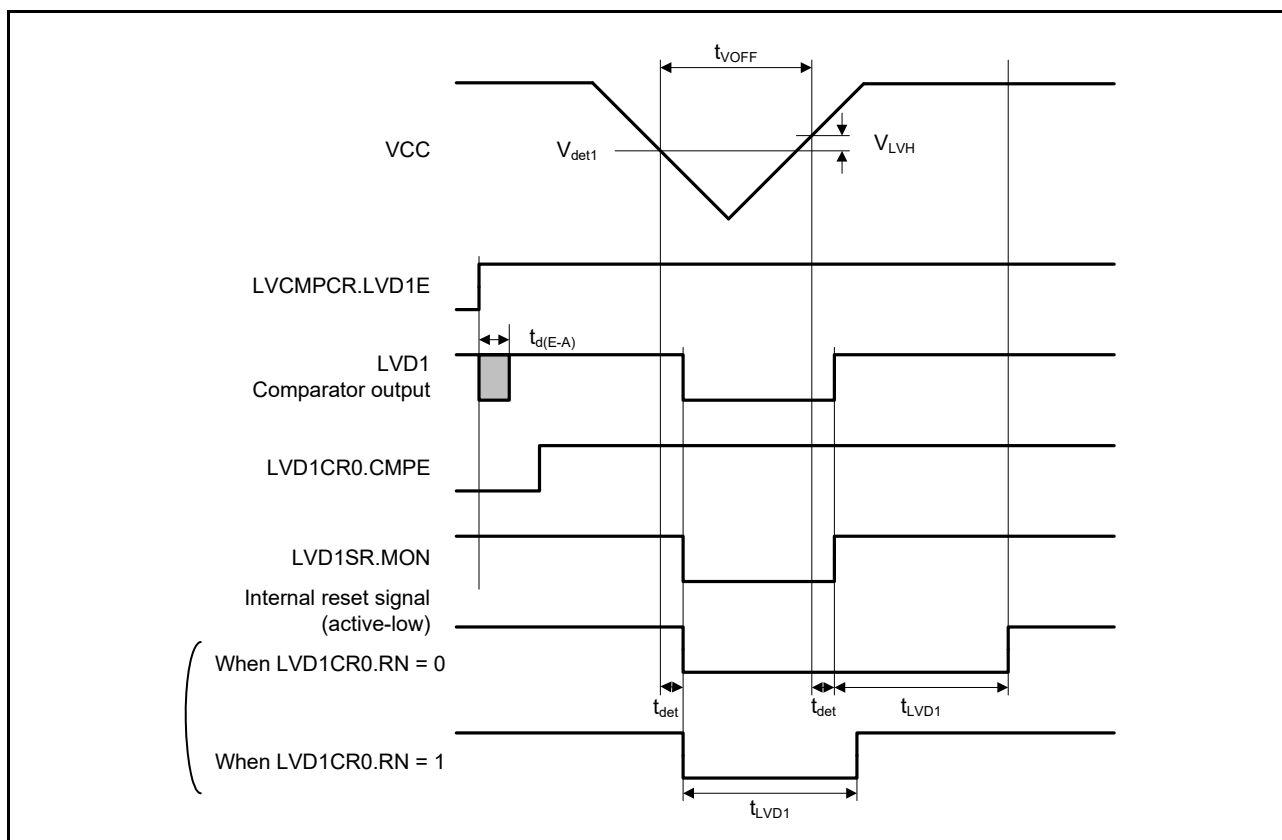 tVOFF
VCC
Vdet1
VLVH
LVCMPCR.LVD1E
td(E-A)
LVD1
Comparator output
LVD1CR0.CMPE
LVD1SR.MON
Internal reset signal
(active-low)
When LVD1CR0.RN = 0
tdet
tdet
tLVD1
When LVD1CR0.RN = 1
tLVD1